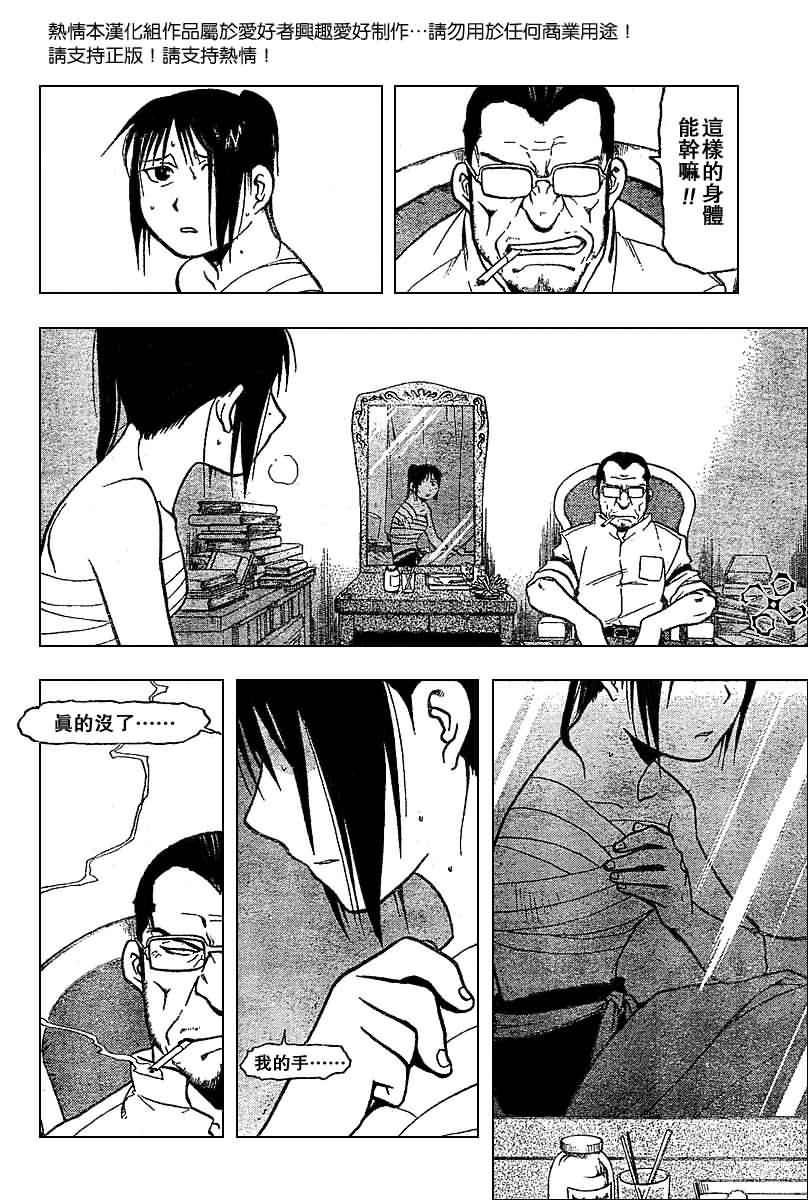 熱情本漢化組作品屬於愛好者興趣愛好制作…請勿用於任何商業用途！
請支持正版！請支持熱情！
這樣的身體
能幹嘛!!
我的手……
眞的沒了……